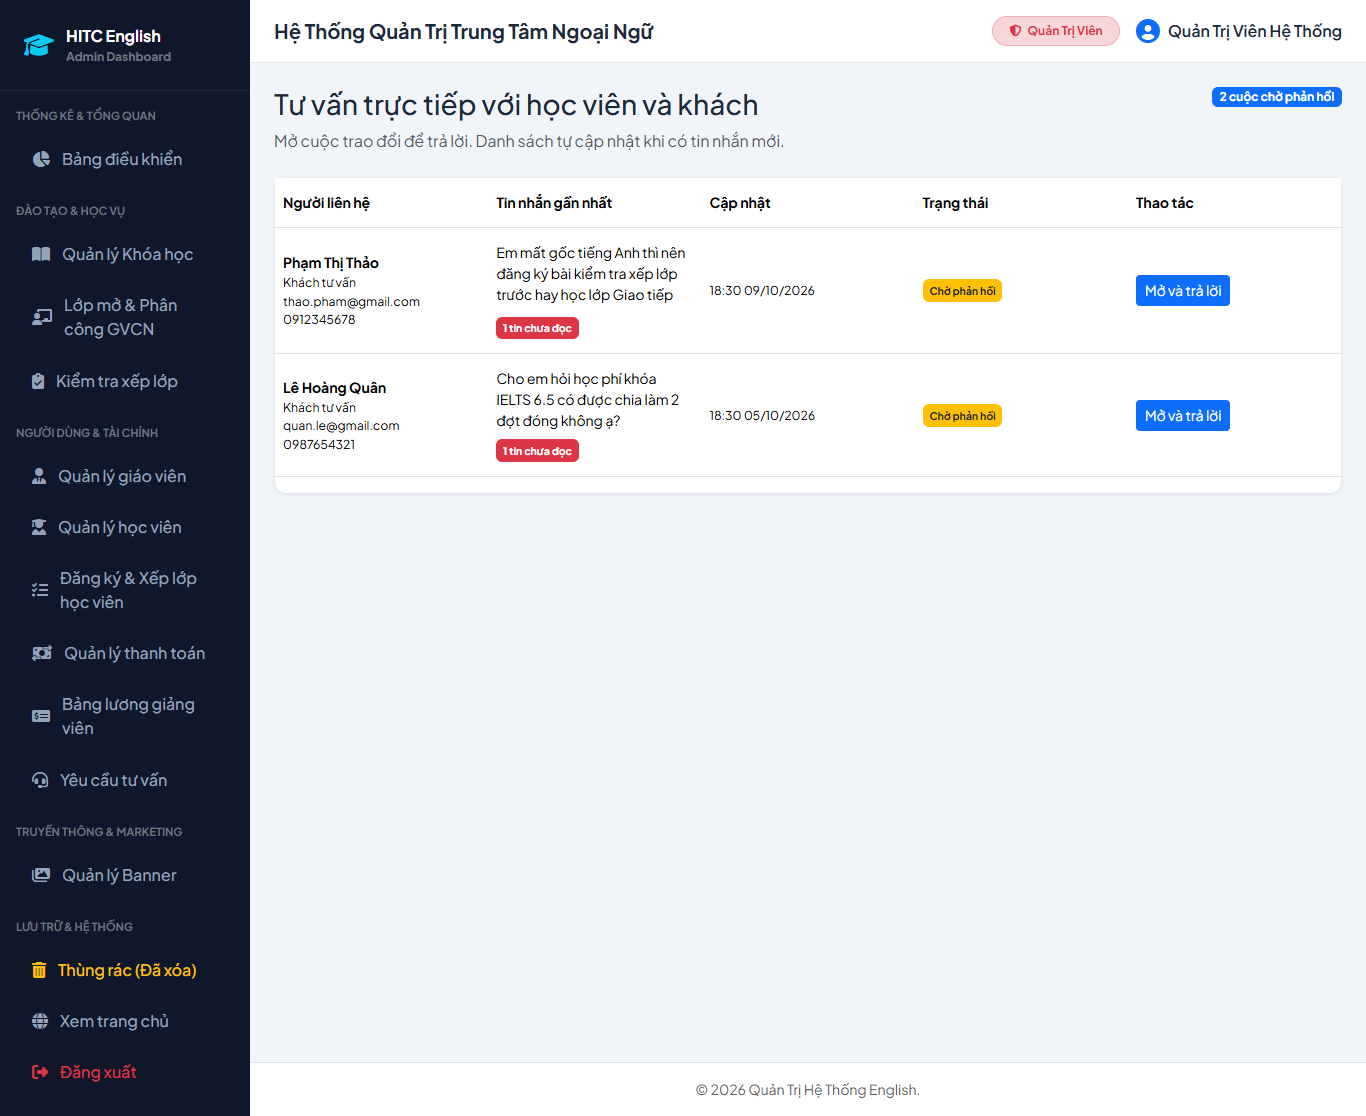 HITC English
Admin Dashboard
THỐNG KÊ & TỔNG QUAN
Bảng điều khiển
ĐÀO TẠO & HỌC VỤ
Quản lý Khóa học
Lớp mở & Phân
công GVCN
Kiểm tra xếp lớp
NGƯỜI DÙNG & TÀI CHÍNH
Quản lý giáo viên
Quản lý học viên
Đăng ký & Xếp lớp
học viên
Quản lý thanh toán
Bảng lương giảng
viên
Yêu cầu tư vấn
TRUYỀN THÔNG & MARKETING
Quản lý Banner
LƯU TRỮ & HỆ THỐNG
Thùng rác (Đã xóa)
Xem trang chủ
Đăng xuất
Hệ Thống Quản Trị Trung Tâm Ngoại Ngữ
Quản Trị Viên
Quản Trị Viên Hệ Thống
Tư vấn trực tiếp với học viên và khách
2 cuộc chờ phản hồi
Mở cuộc trao đổi để trả lời. Danh sách tự cập nhật khi có tin nhắn mới.
Người liên hệ
Tin nhắn gần nhất
Cập nhật
Trạng thái
Thao tác
Phạm Thị Thảo
Khách tư vấn
thao.pham@gmail.com
0912345678
Em mất gốc tiếng Anh thì nên
đăng ký bài kiểm tra xếp lớp
trước hay học lớp Giao tiếp
1 tin chưa đọc
18:30 09/10/2026
Chờ phản hồi
Mở và trả lời
Lê Hoàng Quân
Khách tư vấn
quan.le@gmail.com
0987654321
Cho em hỏi học phí khóa
IELTS 6.5 có được chia làm 2
đợt đóng không ạ?
1 tin chưa đọc
18:30 05/10/2026
Chờ phản hồi
Mở và trả lời
© 2026 Quản Trị Hệ Thống English.